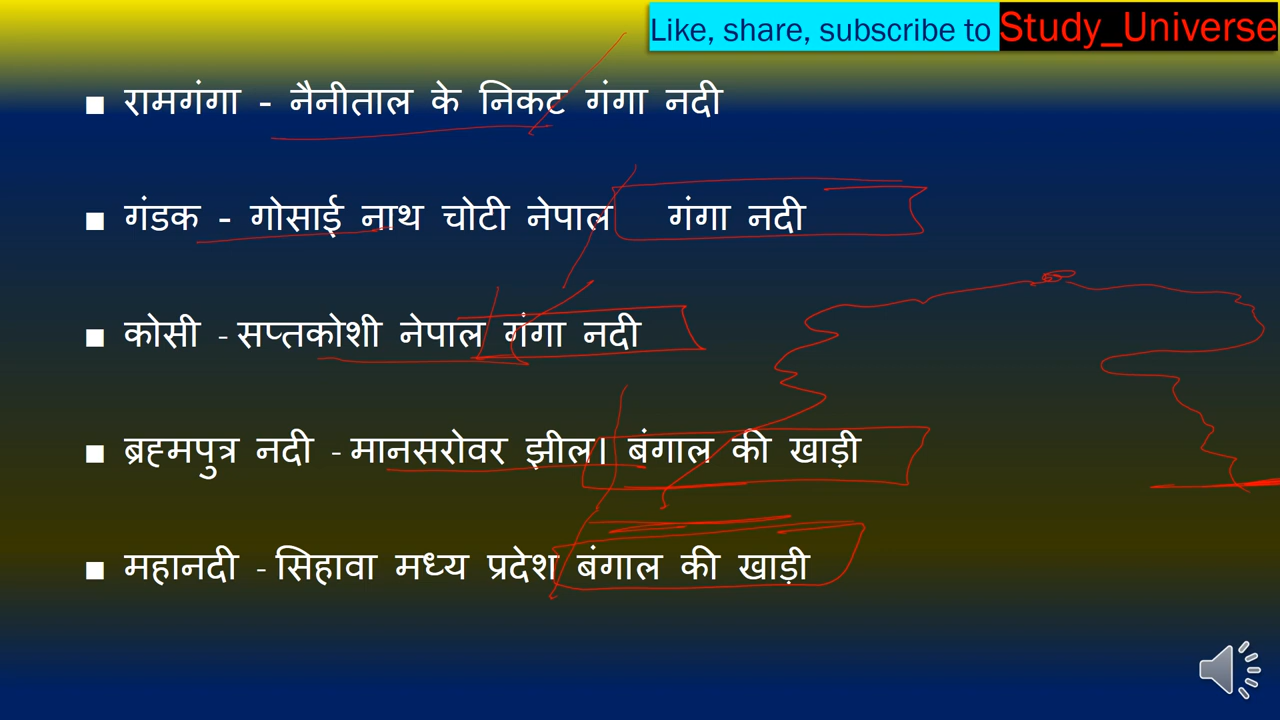 Like, share, subscribe to Study_Universe
रामगंगा - नैनीताल के निकट गंगा नदी
गंडक - गोसाई नाथ चोटी नेपाल गंगा नदी
कोसी - सप्तकोशी नेपाल गंगा नदी
ब्रह्मपुत्र नदी - मानसरोवर झील। बंगाल की खाड़ी
महानदी - सिहावा मध्य प्रदेश बंगाल की खाड़ी